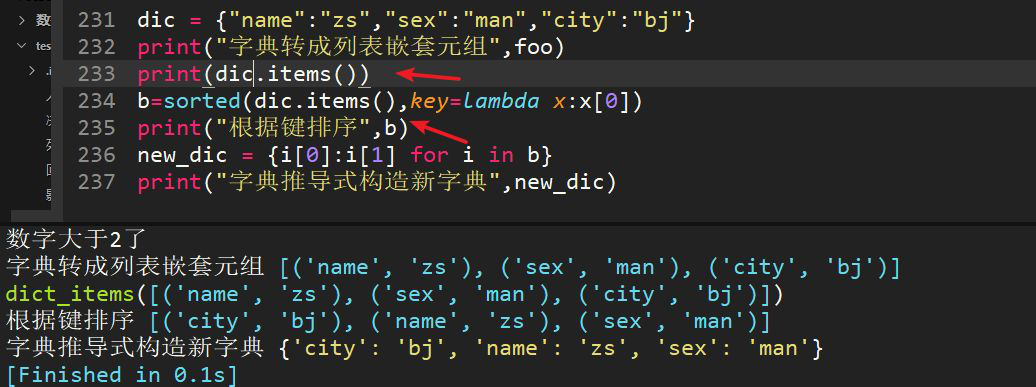 数
231 dic = {"name":"zs","sex":"man","city":"bj"}
232 print("字典转成列表嵌套元组",foo)
tes
233 print(dic.items())
234 b=sorted(dic.items(),key=lambda x:x[0])
235 print("根据键排序",b)
236 new_dic = {i[0]:i[1] for i in b}
237 print("字典推导式构造新字典",new_dic)
数字大于2了
字典转成列表嵌套元组 [('name', 'zs'), ('sex', 'man'), ('city', 'bj')]
dict_items([('name', 'zs'), ('sex', 'man'), ('city', 'bj')])
根据键排序 [('city', 'bj'), ('name', 'zs'), ('sex', 'man')]
字典推导式构造新字典 {'city': 'bj', 'name': 'zs', 'sex': 'man'}
[Finished in 0.1s]